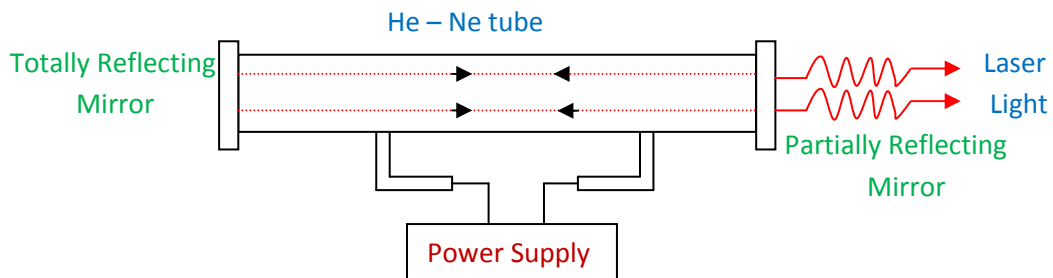 He – Ne tube
Totally Reflecting
Mirror
Laser
Light
Partially Reflecting
Mirror
Power Supply